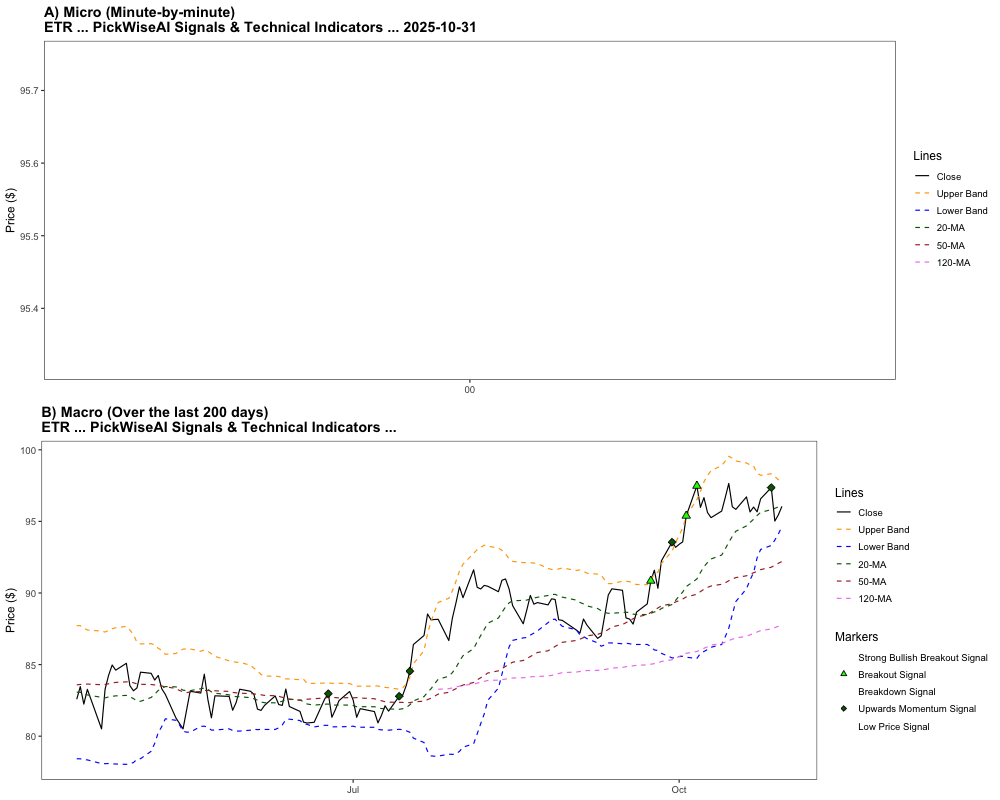 A) Micro (Minute-by-minute)
ETR ... PickWiseAI Signals & Technical Indicators ... 2025-10-31
95.7
95.6
95.5
95.4
Price ($)
00
Lines
Close
Upper Band
Lower Band
20-MA
50-MA
120-MA
B) Macro (Over the last 200 days)
ETR ... PickWiseAI Signals & Technical Indicators ...
100
95
90
85
80
Price ($)
Jul
Oct
Lines
Close
Upper Band
Lower Band
20-MA
50-MA
120-MA
Markers
Strong Bullish Breakout Signal
Breakout Signal
Breakdown Signal
Upwards Momentum Signal
Low Price Signal